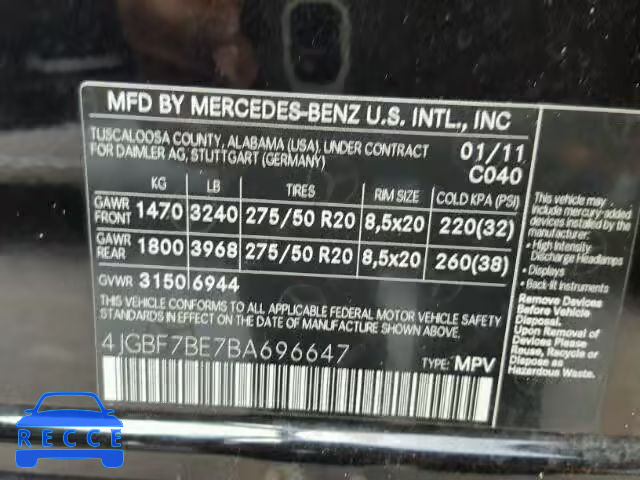 MFD BY MERCEDES-BENZ U.S. INTL., INC
TUSCALOOSA COUNTY, ALABAMA (USA), UNDER CONTRACT
FOR DAIMLER AG, STUTTGART (GERMANY)
01/11
C040
KG LB TIRES RIM SIZE COLD KPA (PSI)
GAWR FRONT 1470 3240 275/50 R20 8,5x20 220(32)
GAWR REAR 1800 3968 275/50 R20 8,5x20 260(38)
GVWR 3150 6944
THIS VEHICLE CONFORMS TO ALL APPLICABLE FEDERAL MOTOR VEHICLE SAFETY
STANDARDS IN EFFECT ON THE DATE OF MANUFACTURE SHOWN ABOVE.
4JGBF7BE7BA696647
TYPE: MPV
This vehicle may
include mercury-added
devices installed by the
manufacturer:
- High Intensity
Discharge Headlamps
- Displays
- Back-lit Instruments
Remove Devices
Before Disposal.
Upon Removal of
Devices Please
Reuse, Recycle or
Dispose as
Hazardous Waste.
RECCE